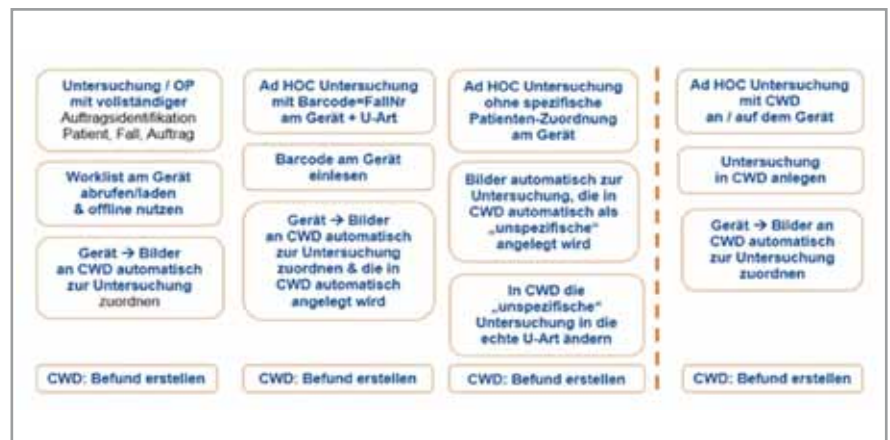 Untersuchung / OP
mit vollständiger
Auftragsidentifikation
Patient, Fall, Auftrag
Worklist am Gerät
abrufen/laden
& offline nutzen
Gerät → Bilder
an CWD automatisch
zur Untersuchung
zuordnen
CWD: Befund erstellen
Ad HOC Untersuchung
mit Barcode=FallNr
am Gerät + U-Art
Barcode am Gerät
einlesen
Gerät → Bilder
an CWD automatisch
zur Untersuchung
zuordnen & die in
CWD automatisch
angelegt wird
CWD: Befund erstellen
Ad HOC Untersuchung
ohne spezifische
Patienten-Zuordnung
am Gerät
Bilder automatisch zur
Untersuchung, die in
CWD automatisch als
„unspezifische“
angelegt wird
In CWD die
„unspezifische“
Untersuchung in die
echte U-Art ändern
CWD: Befund erstellen
Ad HOC Untersuchung
mit CWD
an / auf dem Gerät
Untersuchung
in CWD anlegen
Gerät → Bilder an
CWD automatisch
zur Untersuchung
zuordnen
CWD: Befund erstellen